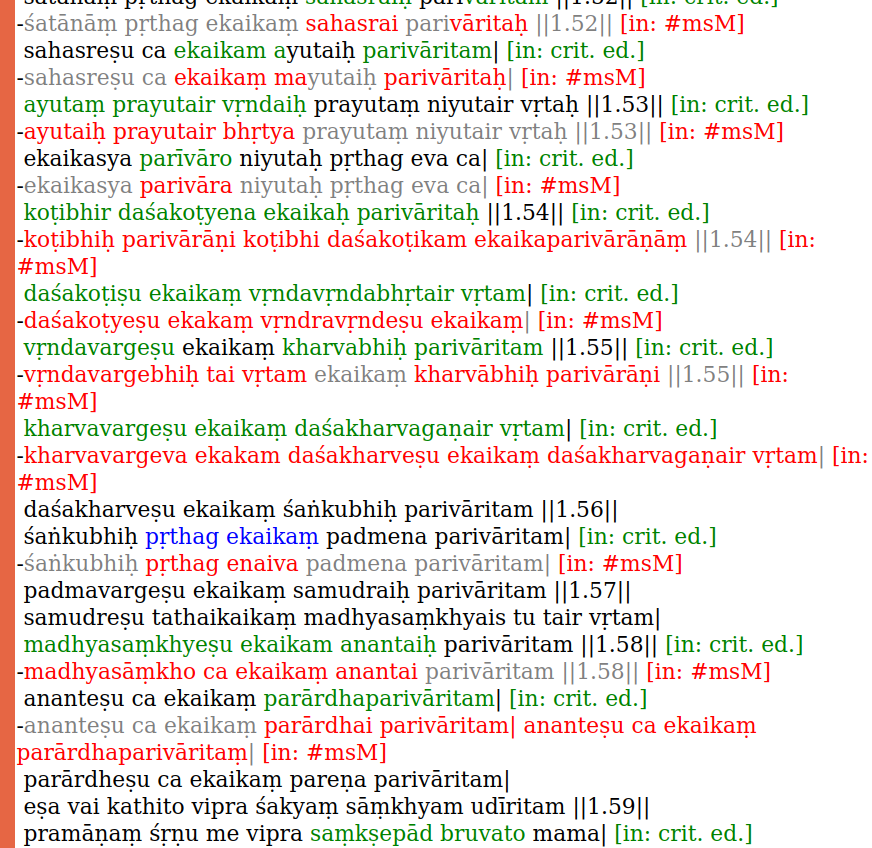 -śatānāṃ pṛthag ekaikaṃ sahasrai parivāritaḥ ||1.52|| [in: #msM]
sahasreṣu ca ekaikam ayutaiḥ parivāritam| [in: crit. ed.]
-sahasreṣu ca ekaikaṃ mayutaiḥ parivāritaḥ| [in: #msM]
ayutaṃ prayutair vṛndaiḥ prayutaṃ niyutair vṛtaḥ ||1.53|| [in: crit. ed.]
-ayutaiḥ prayutair bhṛtya prayutaṃ niyutair vṛtaḥ ||1.53|| [in: #msM]
ekaikasya parīvāro niyutaḥ pṛthag eva ca| [in: crit. ed.]
-ekaikasya parivāra niyutaḥ pṛthag eva ca| [in: #msM]
koṭibhir daśakoṭyena ekaikaḥ parivāritaḥ ||1.54|| [in: crit. ed.]
-koṭibhiḥ parivārāṇi koṭibhi daśakoṭikam ekaikaparivārāṇāṃ ||1.54|| [in:
#msM]
daśakoṭiṣu ekaikaṃ vṛndavṛndabhṛtair vṛtam| [in: crit. ed.]
-daśakoṭyeṣu ekakaṃ vṛndravṛndeṣu ekaikaṃ| [in: #msM]
vṛndavargeṣu ekaikaṃ kharvabhiḥ parivāritam ||1.55|| [in: crit. ed.]
-vṛndavargebhiḥ tai vṛtam ekaikaṃ kharvābhiḥ parivārāṇi ||1.55|| [in:
#msM]
kharvavargeṣu ekaikaṃ daśakharvagaṇair vṛtam| [in: crit. ed.]
-kharvavargeva ekakam daśakharveṣu ekaikaṃ daśakharvagaṇair vṛtam| [in:
#msM]
daśakharveṣu ekaikaṃ śaṅkubhiḥ parivāritam ||1.56||
śaṅkubhiḥ pṛthag ekaikaṃ padmena parivāritam| [in: crit. ed.]
-śaṅkubhiḥ pṛthag enaiva padmena parivāritam| [in: #msM]
padmavargeṣu ekaikaṃ samudraiḥ parivāritam ||1.57||
samudreṣu tathaikaikaṃ madhyasaṃkhyais tu tair vṛtam|
madhyasaṃkhyeṣu ekaikam anantaiḥ parivāritam ||1.58|| [in: crit. ed.]
-madhyasāṃkho ca ekaikaṃ anantai parivāritam ||1.58|| [in: #msM]
ananteṣu ca ekaikaṃ parārdhaparivāritam| [in: crit. ed.]
-ananteṣu ca ekaikaṃ parārdhai parivāritam| ananteṣu ca ekaikaṃ
parārdhaparivāritaṃ| [in: #msM]
parārdheṣu ca ekaikaṃ pareṇa parivāritam|
eṣa vai kathito vipra śakyaṃ sāṃkhyam udīritam ||1.59||
pramāṇaṃ śṛṇu me vipra saṃkṣepād bruvato mama| [in: crit. ed.]